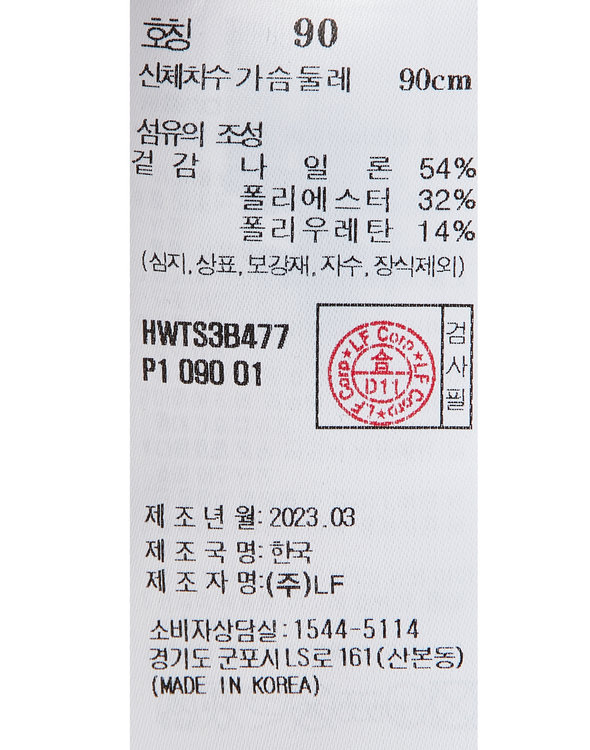 호칭 90
신체치수 가슴둘레 90cm
섬유의 조성
겉감 나일론 54%
폴리에스터 32%
폴리우레탄 14%
(심지, 상표, 보강재, 자수, 장식제외)
HWTS3B477
P1 090 01
LF Corp ★ LF Corp ★ LF Corp ★
合
D11
검사필
제조년월: 2023.03
제조국명: 한국
제조자명: (주)LF
소비자상담실: 1544-5114
경기도 군포시 LS로 161(산본동)
(MADE IN KOREA)